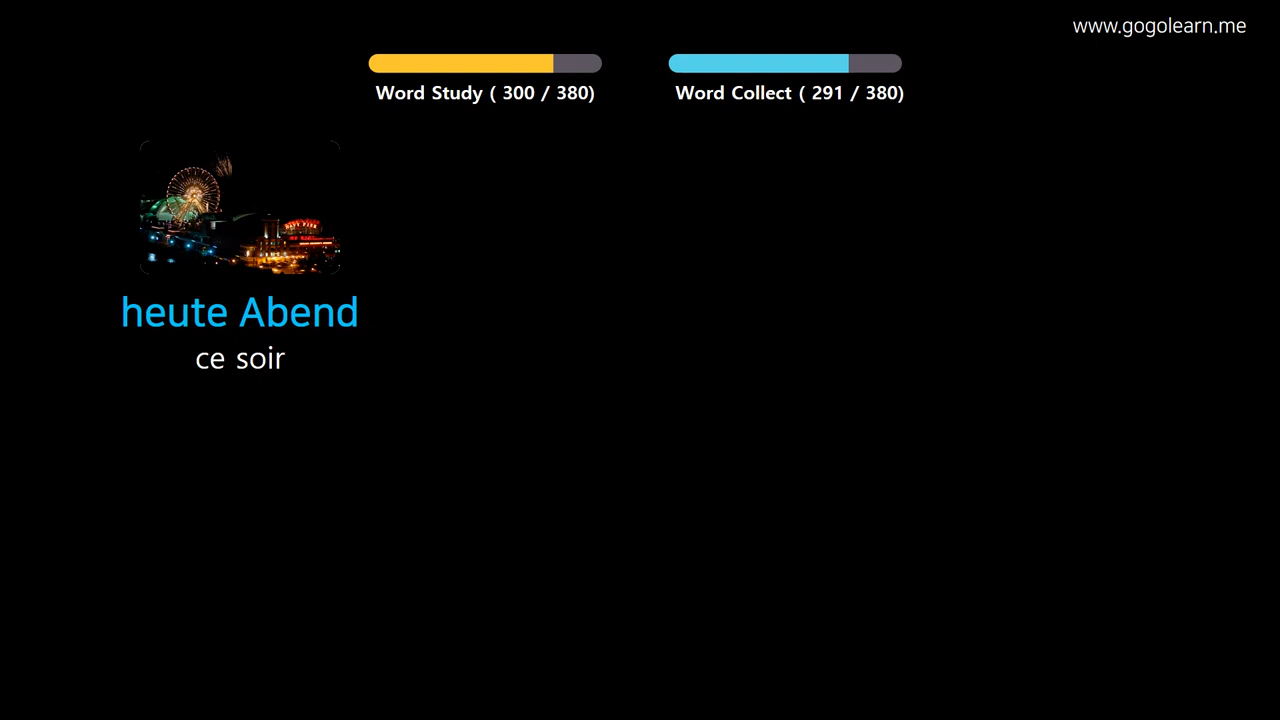 www.gogolearn.me
Word Study ( 300 / 380)
Word Collect ( 291 / 380)
heute Abend
ce soir